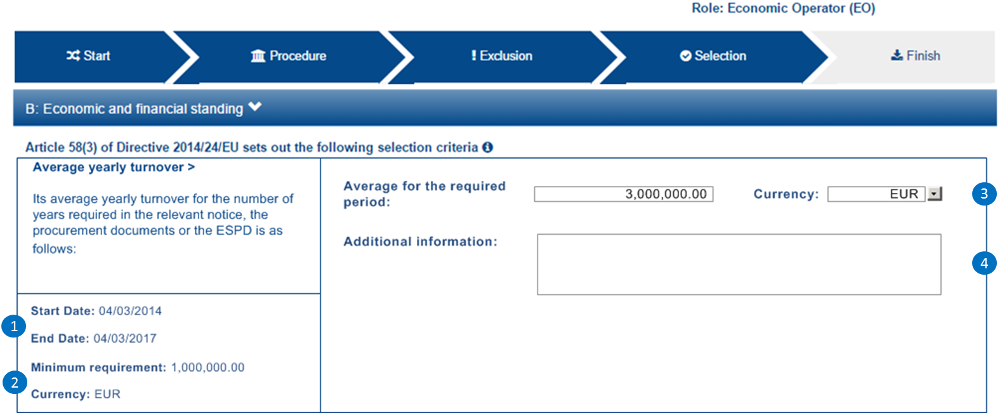 Role: Economic Operator (EO)
Start
Procedure
! Exclusion
Selection
Finish
B: Economic and financial standing
Article 58(3) of Directive 2014/24/EU sets out the following selection criteria
Average yearly turnover >
Its average yearly turnover for the number of
years required in the relevant notice, the
procurement documents or the ESPD is as
follows:
Average for the required
period:
3,000,000.00
Currency:
EUR
3
Additional information:
4
1
Start Date: 04/03/2014
End Date: 04/03/2017
2
Minimum requirement: 1,000,000.00
Currency: EUR